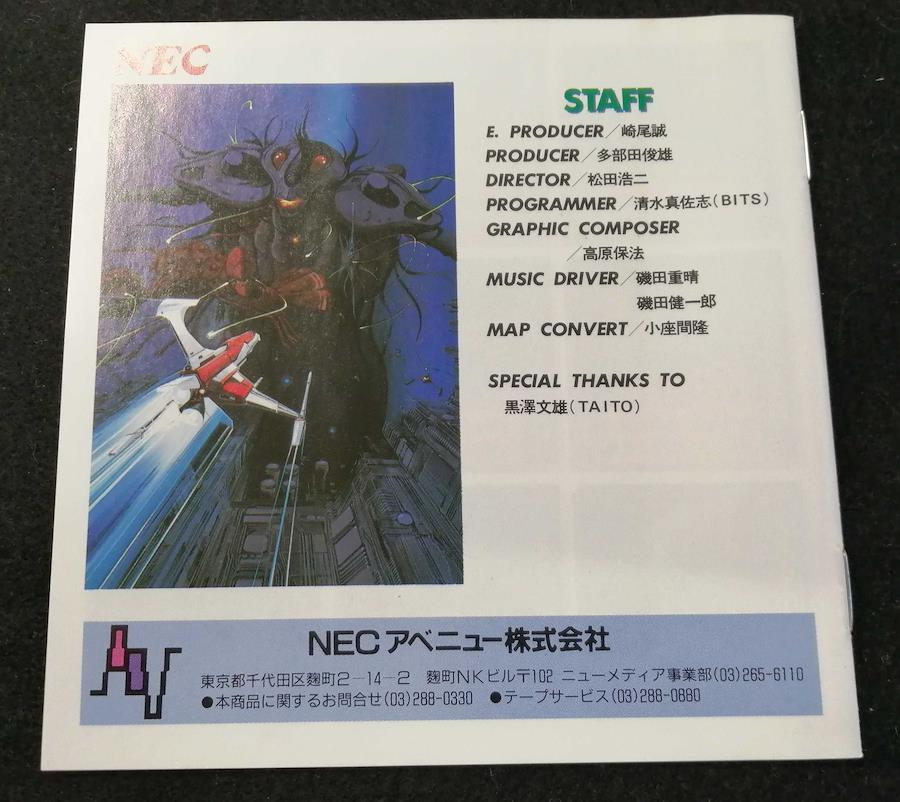 NEC
STAFF
E. PRODUCER／崎尾誠
PRODUCER／多部田俊雄
DIRECTOR／松田浩二
PROGRAMMER／清水真佐志(BITS)
GRAPHIC COMPOSER
／高原保法
MUSIC DRIVER／磯田重晴
磯田健一郎
MAP CONVERT／小座間隆
SPECIAL THANKS TO
黒澤文雄(TAITO)
NECアベニュー株式会社
東京都千代田区麹町2-14-2 麹町NKビル〒102 ニューメディア事業部(03)265-6110
●本商品に関するお問合せ(03)288-0330 ●テープサービス(03)288-0880